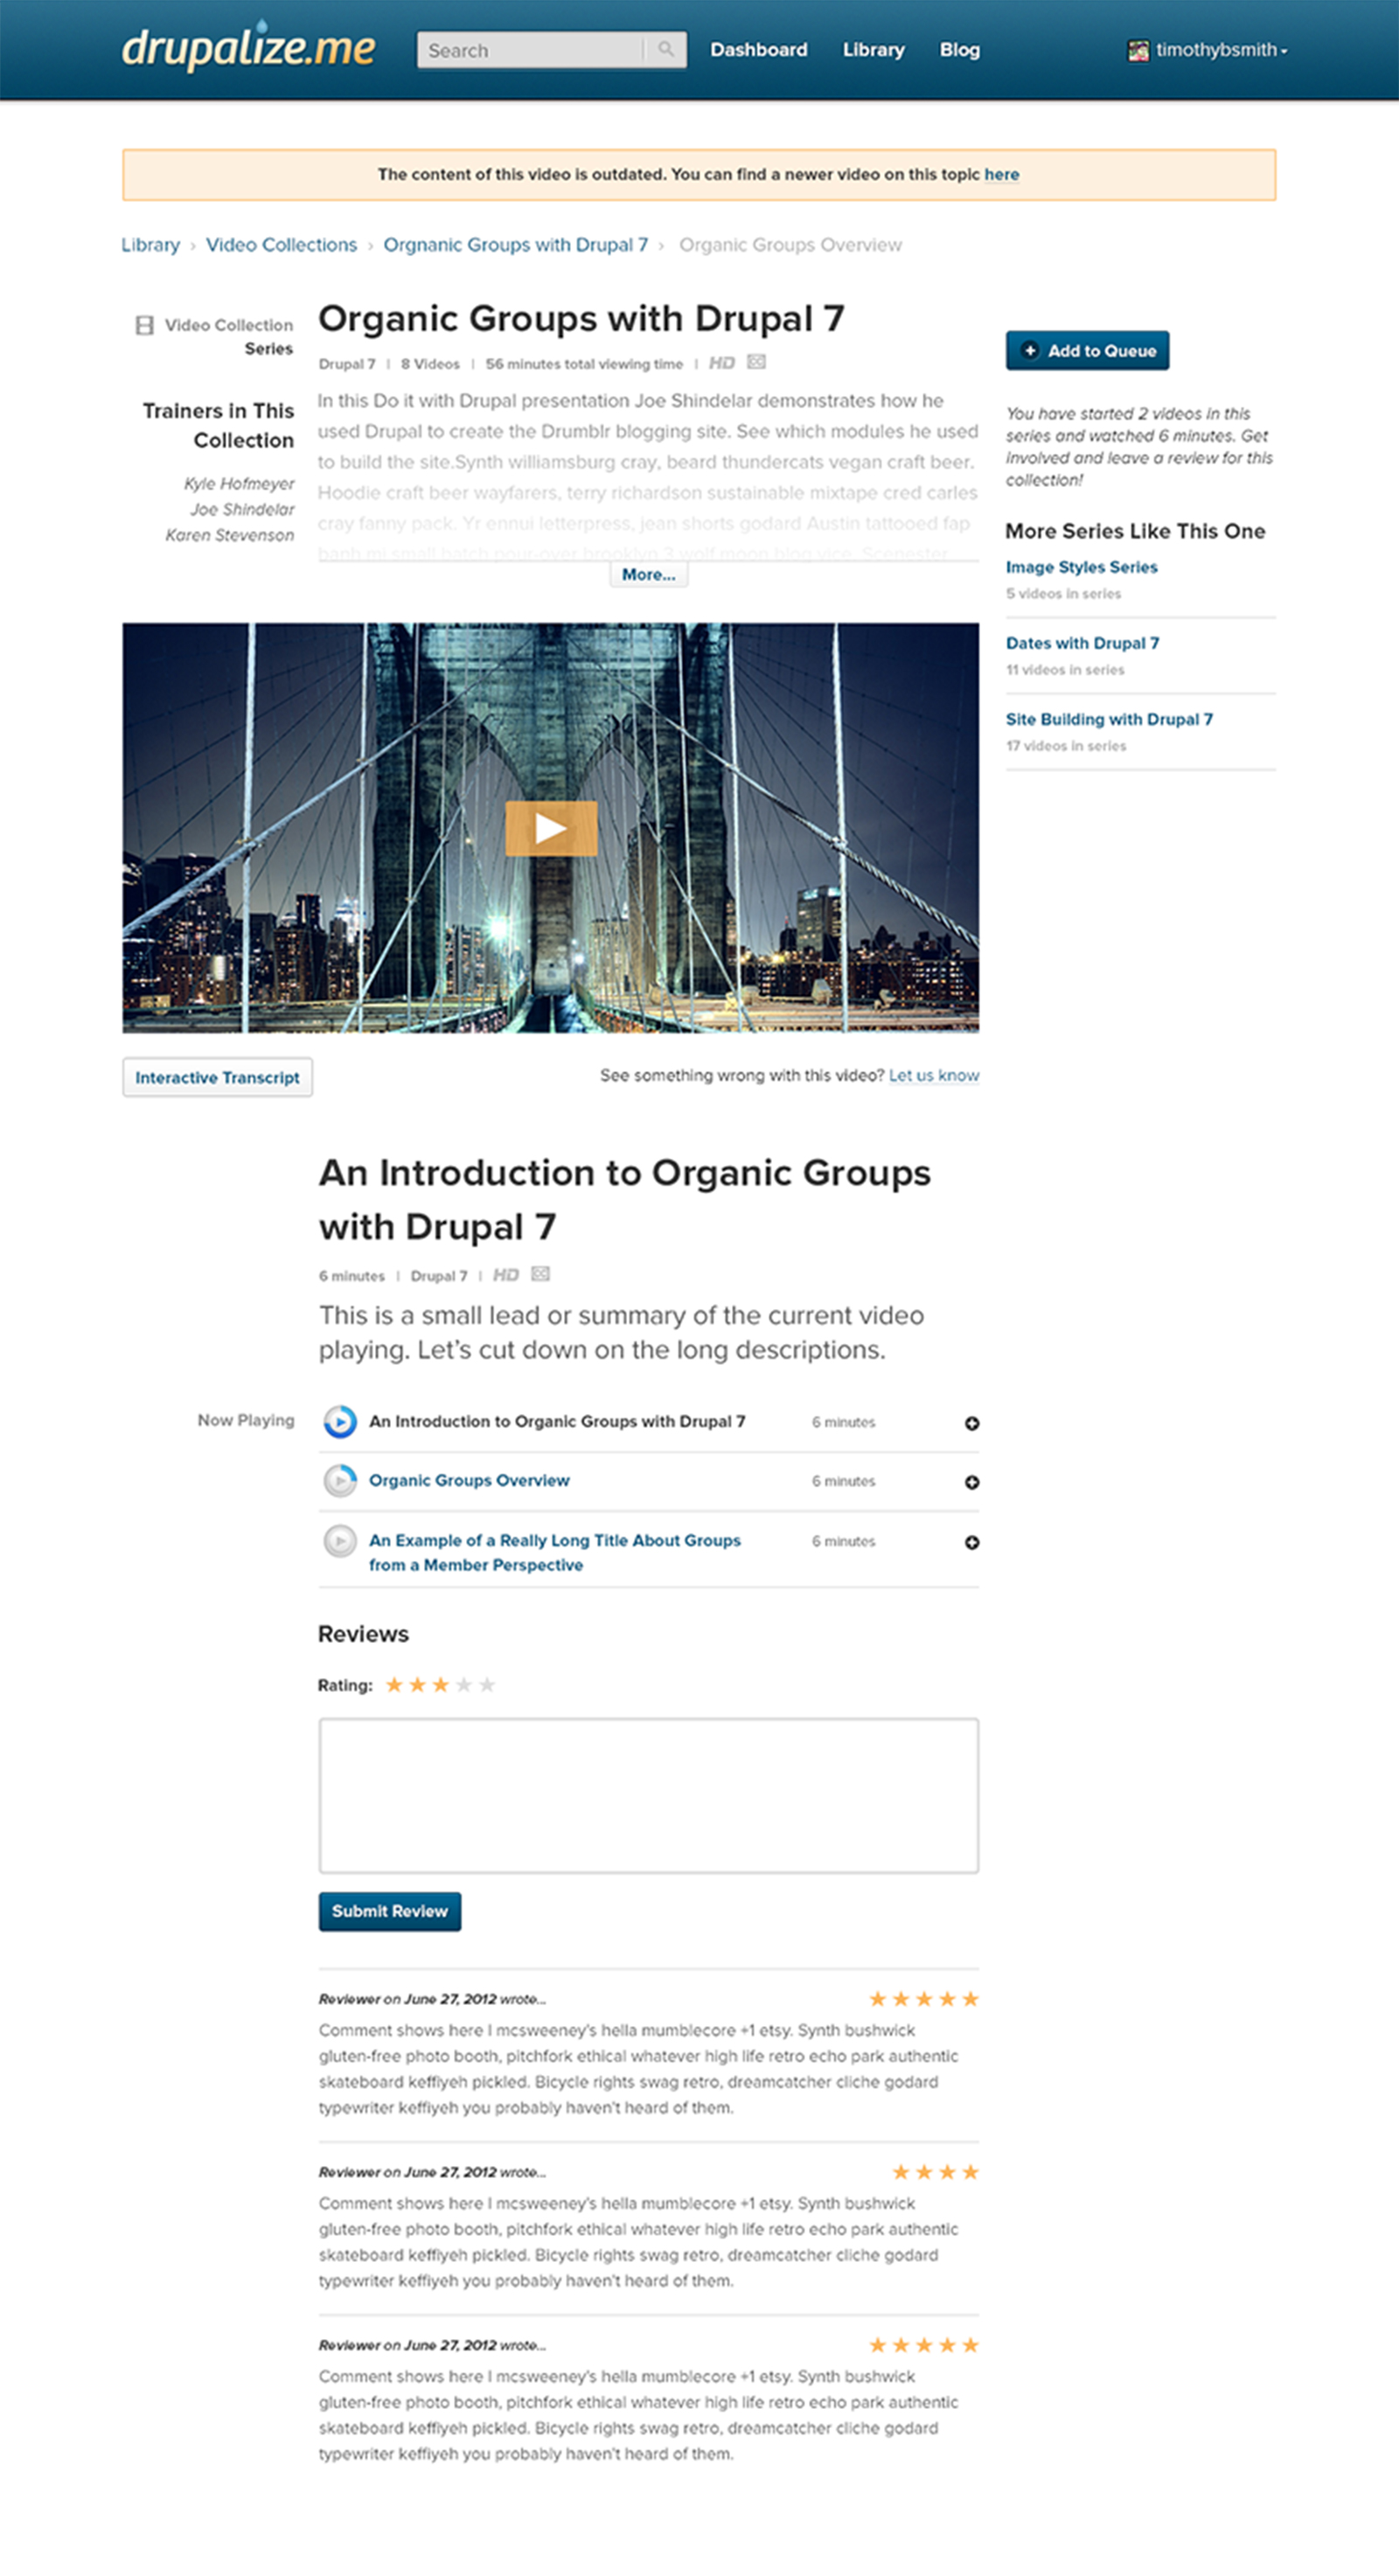 drupalize.me
Search
Dashboard
Library
Blog
timothybsmith
The content of this video is outdated. You can find a newer video on this topic here
Library › Video Collections › Orgnanic Groups with Drupal 7 › Organic Groups Overview
Video Collection
Series
Trainers in This
Collection
Kyle Hofmeyer
Joe Shindelar
Karen Stevenson
Organic Groups with Drupal 7
Drupal 7 | 8 Videos | 56 minutes total viewing time | HD
In this Do it with Drupal presentation Joe Shindelar demonstrates how he
used Drupal to create the Drumblr blogging site. See which modules he used
to build the site.Synth williamsburg cray, beard thundercats vegan craft beer.
Hoodie craft beer wayfarers, terry richardson sustainable mixtape cred carles
cray fanny pack. Yr ennui letterpress, jean shorts godard Austin tattooed fap
banh mi small batch pour-over brooklyn 3 wolf moon blog vice. Scenester
More...
Add to Queue
You have started 2 videos in this
series and watched 6 minutes. Get
involved and leave a review for this
collection!
More Series Like This One
Image Styles Series
5 videos in series
Dates with Drupal 7
11 videos in series
Site Building with Drupal 7
17 videos in series
Interactive Transcript
See something wrong with this video? Let us know
An Introduction to Organic Groups
with Drupal 7
6 minutes | Drupal 7 | HD
This is a small lead or summary of the current video
playing. Let's cut down on the long descriptions.
Now Playing
An Introduction to Organic Groups with Drupal 7 6 minutes
Organic Groups Overview 6 minutes
An Example of a Really Long Title About Groups 6 minutes
from a Member Perspective
Reviews
Rating:
Submit Review
Reviewer on June 27, 2012 wrote...
Comment shows here I mcsweeney's hella mumblecore +1 etsy. Synth bushwick
gluten-free photo booth, pitchfork ethical whatever high life retro echo park authentic
skateboard keffiyeh pickled. Bicycle rights swag retro, dreamcatcher cliche godard
typewriter keffiyeh you probably haven't heard of them.
Reviewer on June 27, 2012 wrote...
Comment shows here I mcsweeney's hella mumblecore +1 etsy. Synth bushwick
gluten-free photo booth, pitchfork ethical whatever high life retro echo park authentic
skateboard keffiyeh pickled. Bicycle rights swag retro, dreamcatcher cliche godard
typewriter keffiyeh you probably haven't heard of them.
Reviewer on June 27, 2012 wrote...
Comment shows here I mcsweeney's hella mumblecore +1 etsy. Synth bushwick
gluten-free photo booth, pitchfork ethical whatever high life retro echo park authentic
skateboard keffiyeh pickled. Bicycle rights swag retro, dreamcatcher cliche godard
typewriter keffiyeh you probably haven't heard of them.